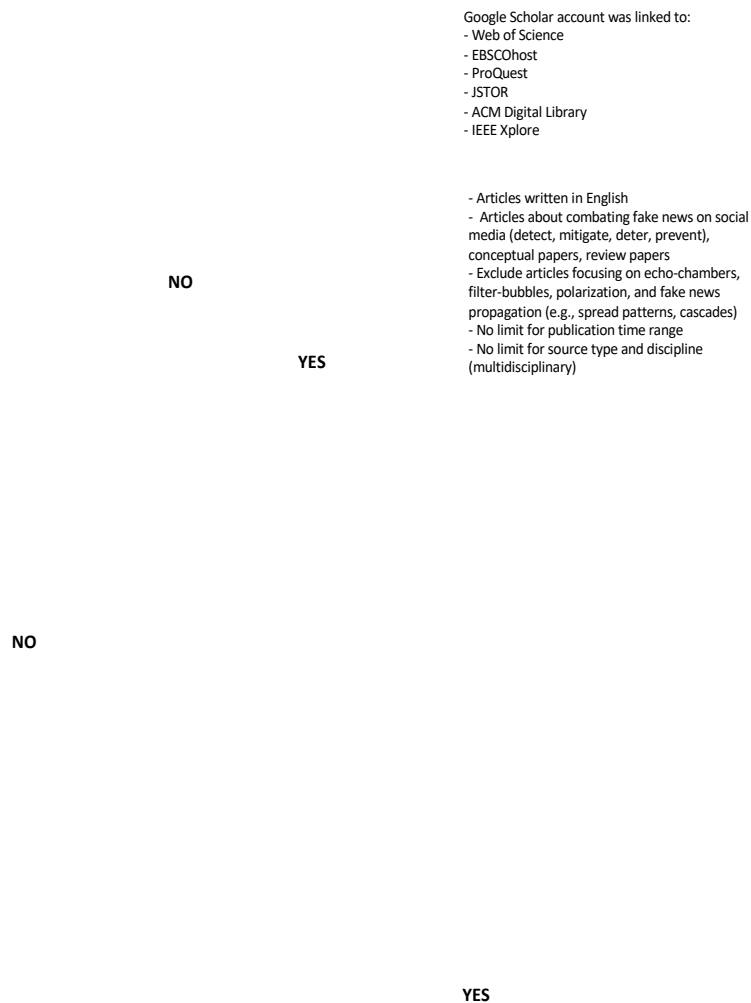 Google Scholar account was linked to:
- Web of Science
- EBSCOhost
- ProQuest
- JSTOR
- ACM Digital Library
- IEEE Xplore
- Articles written in English
- Articles about combating fake news on social
media (detect, mitigate, deter, prevent),
conceptual papers, review papers
- Exclude articles focusing on echo-chambers,
filter-bubbles, polarization, and fake news
propagation (e.g., spread patterns, cascades)
- No limit for publication time range
- No limit for source type and discipline
(multidisciplinary)
NO
YES
NO
YES